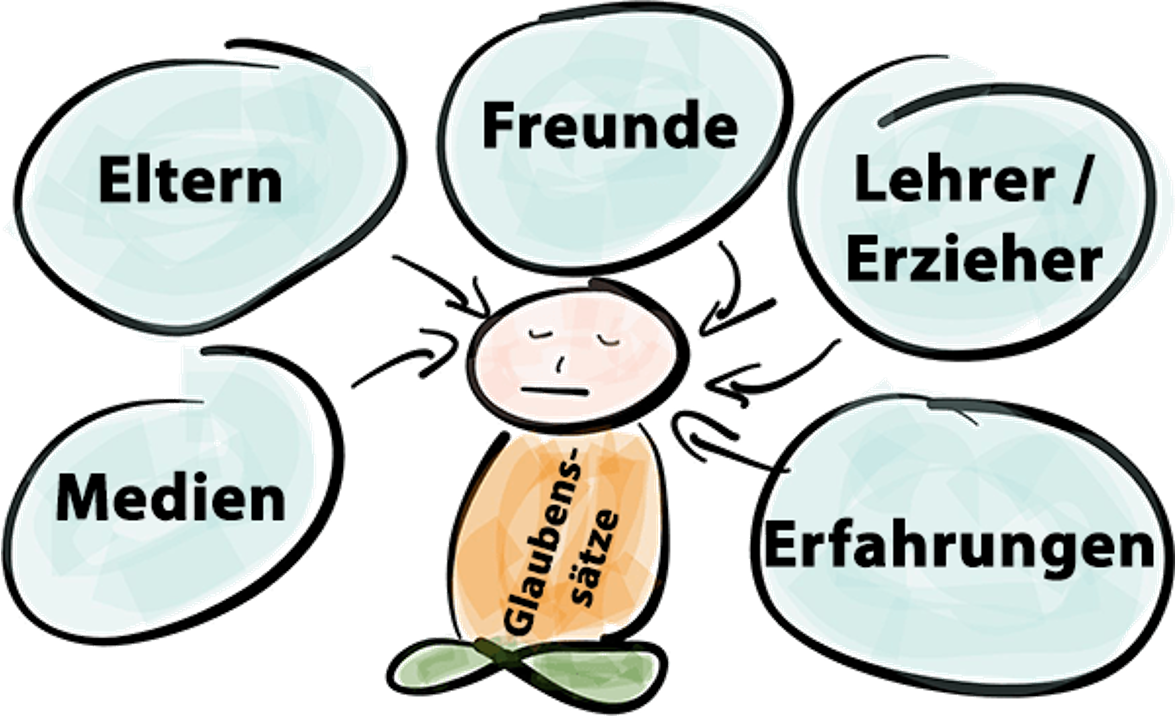 Eltern
Freunde
Lehrer /
Erzieher
Medien
Glaubens-
sätze
Erfahrungen